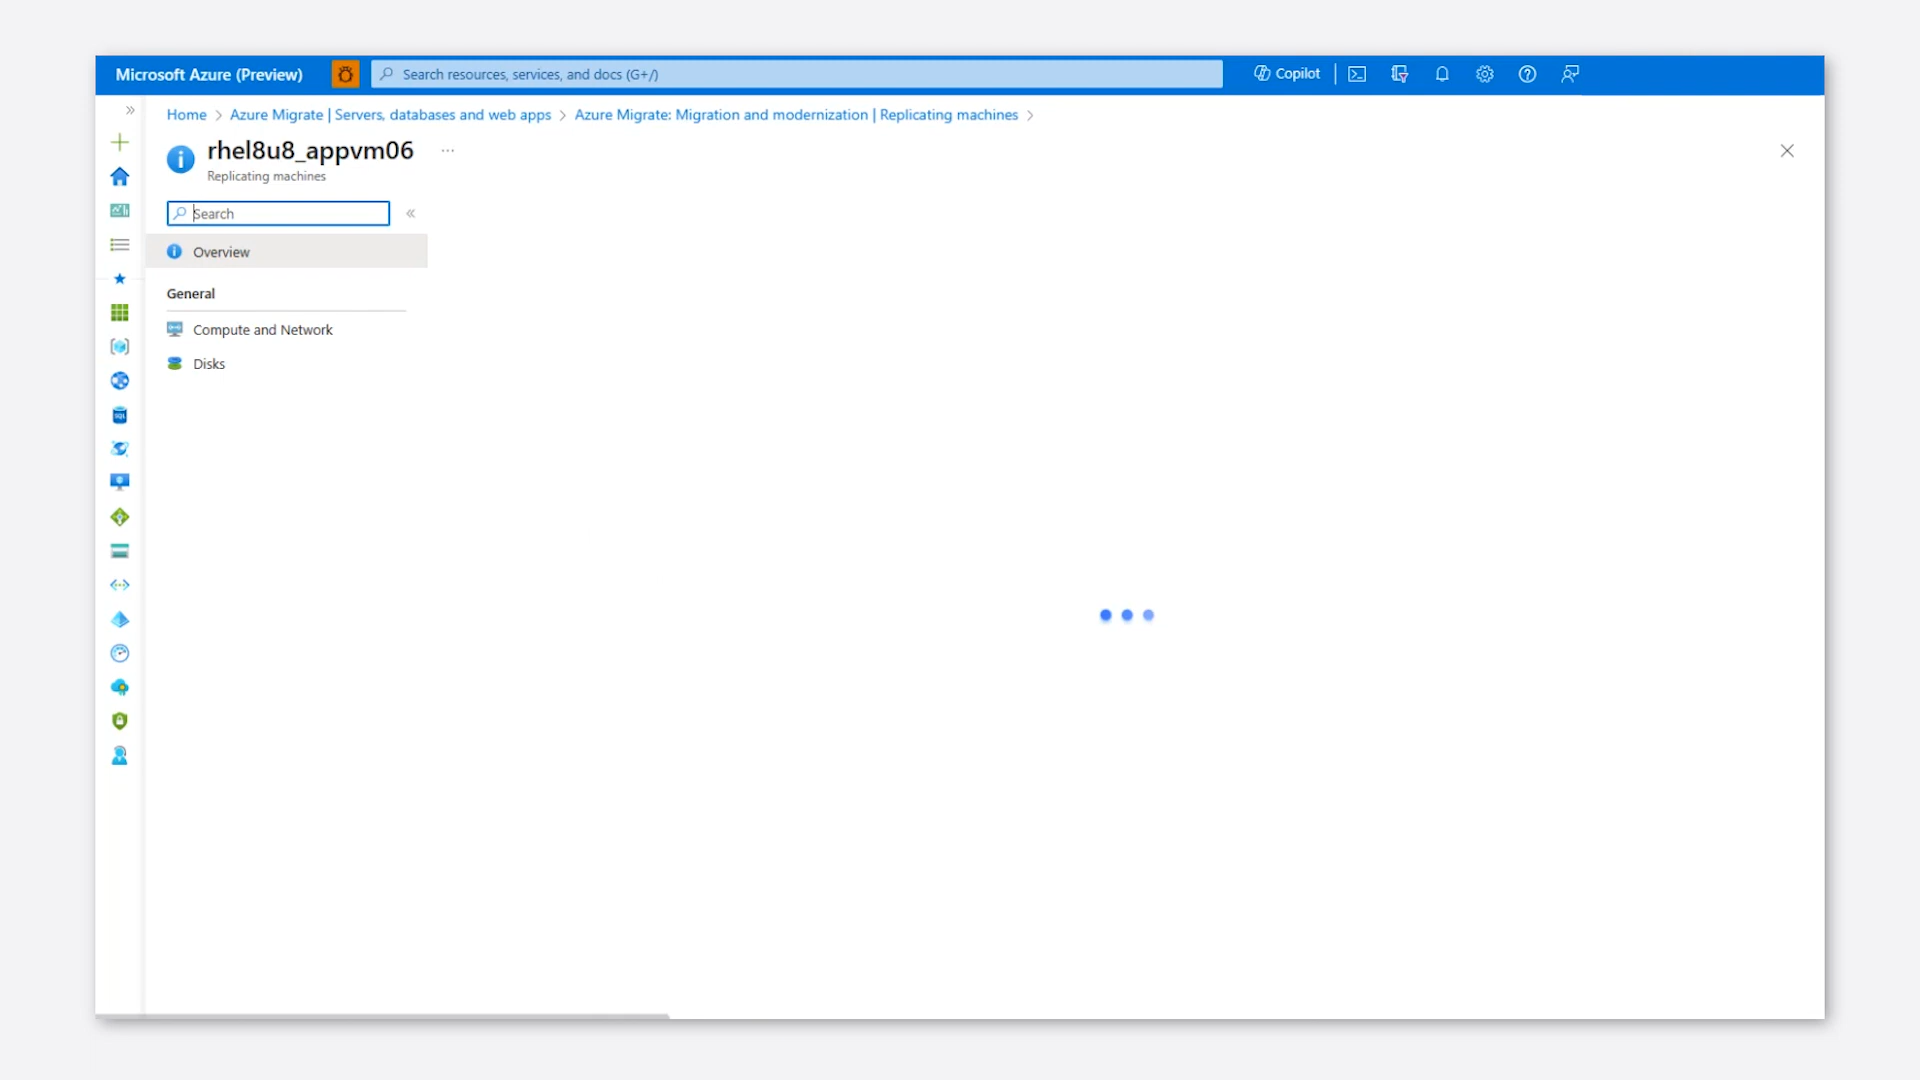 Microsoft Azure (Preview)
Search resources, services, and docs (G+/)
Copilot
Home > Azure Migrate | Servers, databases and web apps > Azure Migrate: Migration and modernization | Replicating machines >
rhel8u8_appvm06 ...
Replicating machines
Search
Overview
General
Compute and Network
Disks
SQL